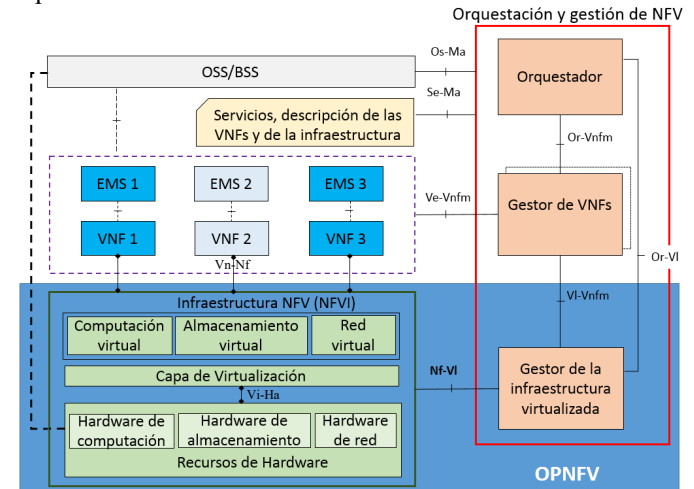 Orquestación y gestión de NFV
OSS/BSS
Os-Ma
Orquestador
Se-Ma
Servicios, descripción de las
VNFs y de la infraestructura
Or-Vnfm
EMS 1
EMS 2
EMS 3
Ve-Vnfm
Gestor de VNFs
VNF 1
VNF 2
VNF 3
Vn-Nf
Or-Vl
Infraestructura NFV (NFVI)
Vl-Vnfm
Computación
virtual
Almacenamiento
virtual
Red
virtual
Capa de Virtualización
Nf-Vl
Gestor de la
infraestructura
virtualizada
Vi-Ha
Hardware de
computación
Hardware de
almacenamiento
Hardware
de red
Recursos de Hardware
OPNFV